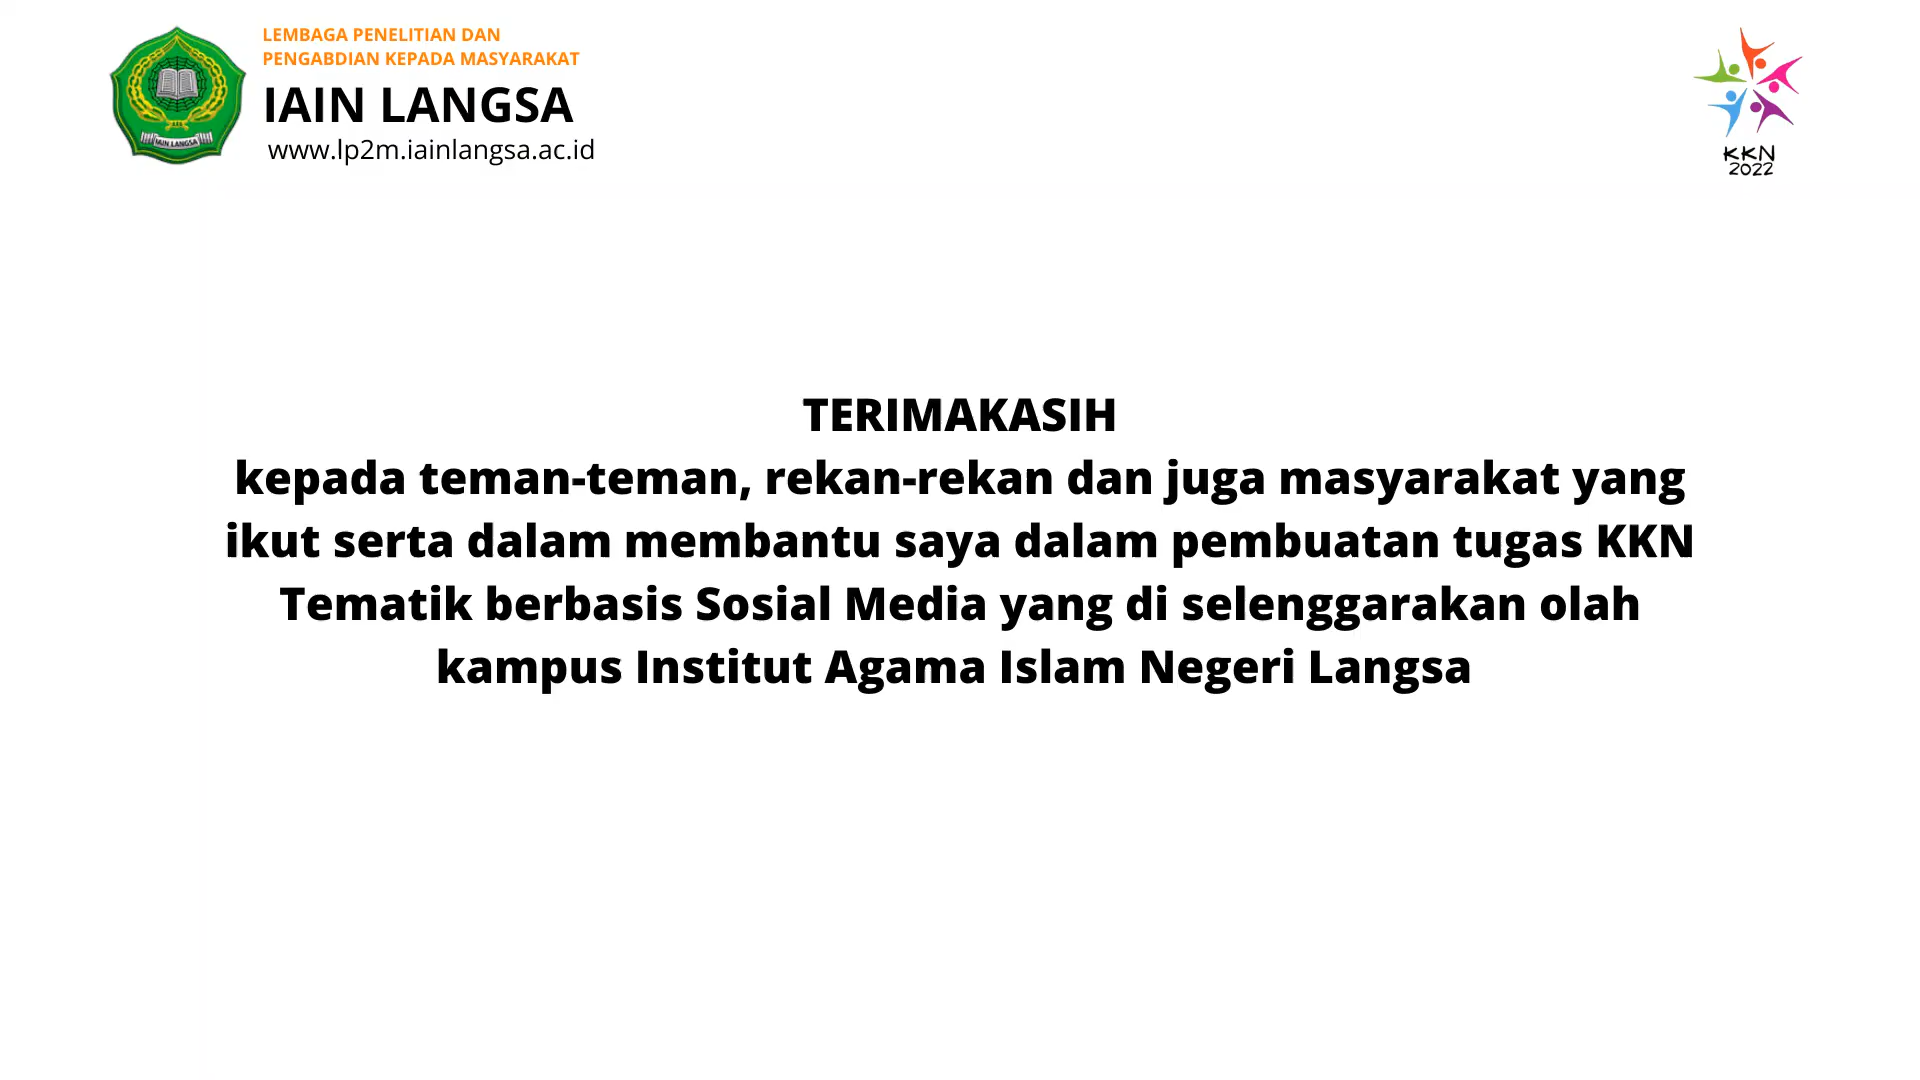 LEMBAGA PENELITIAN DAN
PENGABDIAN KEPADA MASYARAKAT
IAIN LANGSA
www.lp2m.iainlangsa.ac.id
IAIN LANGSA
KKN
2022
TERIMAKASIH
kepada teman-teman, rekan-rekan dan juga masyarakat yang
ikut serta dalam membantu saya dalam pembuatan tugas KKN
Tematik berbasis Sosial Media yang di selenggarakan olah
kampus Institut Agama Islam Negeri Langsa